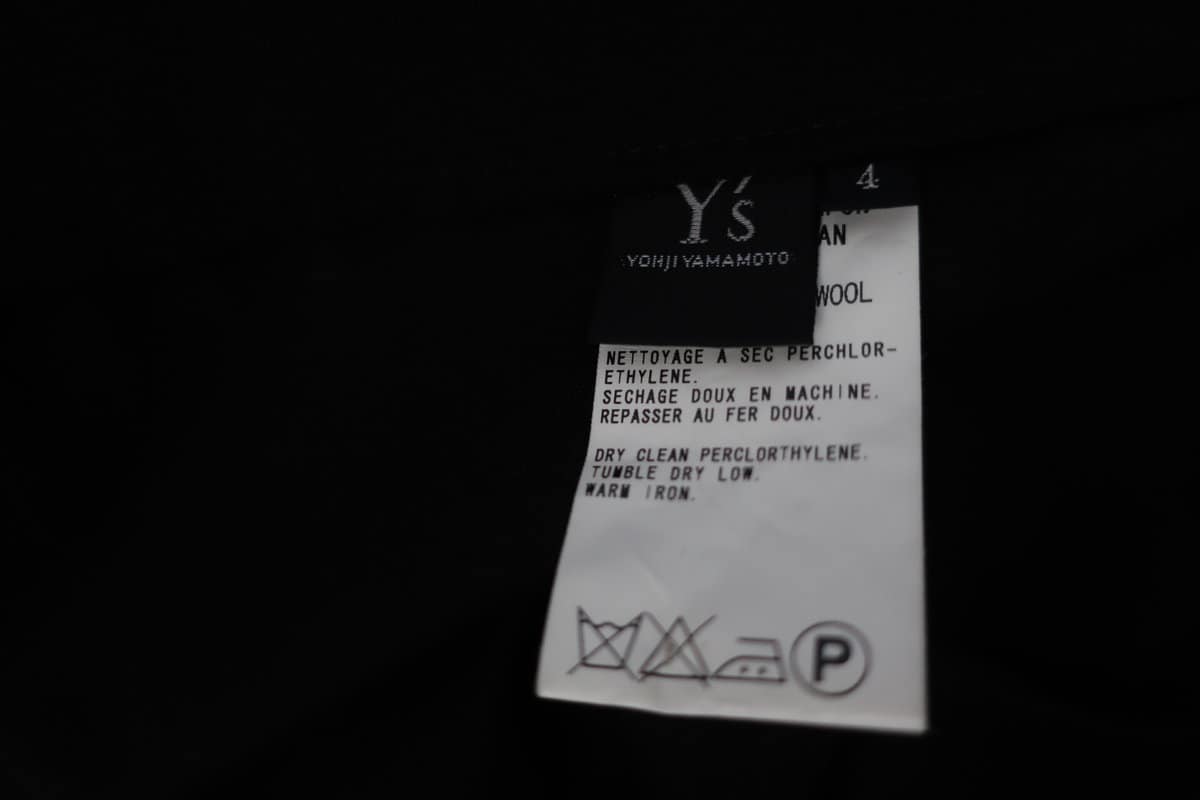 Y's
YOHJI YAMAMOTO
4
AN
WOOL
NETTOYAGE A SEC PERCHLOR-
ETHYLENE.
SECHAGE DOUX EN MACHINE.
REPASSER AU FER DOUX.
DRY CLEAN PERCLORTHYLENE.
TUMBLE DRY LOW.
WARM IRON.
P